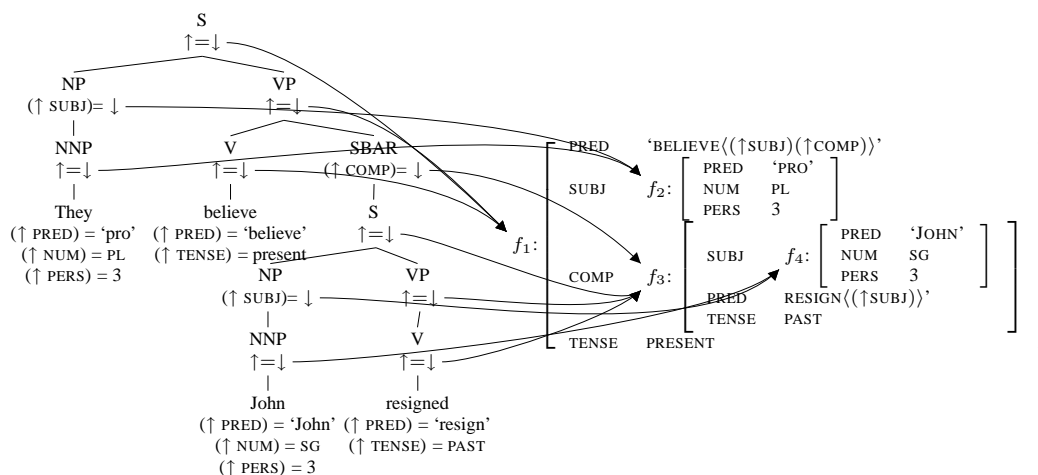 S
↑=↓
NP VP
(↑ SUBJ)= ↓ ↑=↓
NNP V SBAR
↑=↓ ↑=↓ (↑ COMP)= ↓
They believe S
(↑ PRED) = ‘pro’ (↑ PRED) = ‘believe’ ↑=↓
(↑ NUM) = PL (↑ TENSE) = present
(↑ PERS) = 3 NP VP
(↑ SUBJ)= ↓ ↑=↓
NNP V
↑=↓ ↑=↓
John resigned
(↑ PRED) = ‘John’ (↑ PRED) = ‘resign’
(↑ NUM) = SG (↑ TENSE) = PAST
(↑ PERS) = 3
f1:
PRED ‘BELIEVE⟨(↑SUBJ)(↑COMP)⟩’
SUBJ f2:
PRED ‘PRO’
NUM PL
PERS 3
COMP f3:
SUBJ f4:
PRED ‘JOHN’
NUM SG
PERS 3
PRED RESIGN⟨(↑SUBJ)⟩’
TENSE PAST
TENSE PRESENT